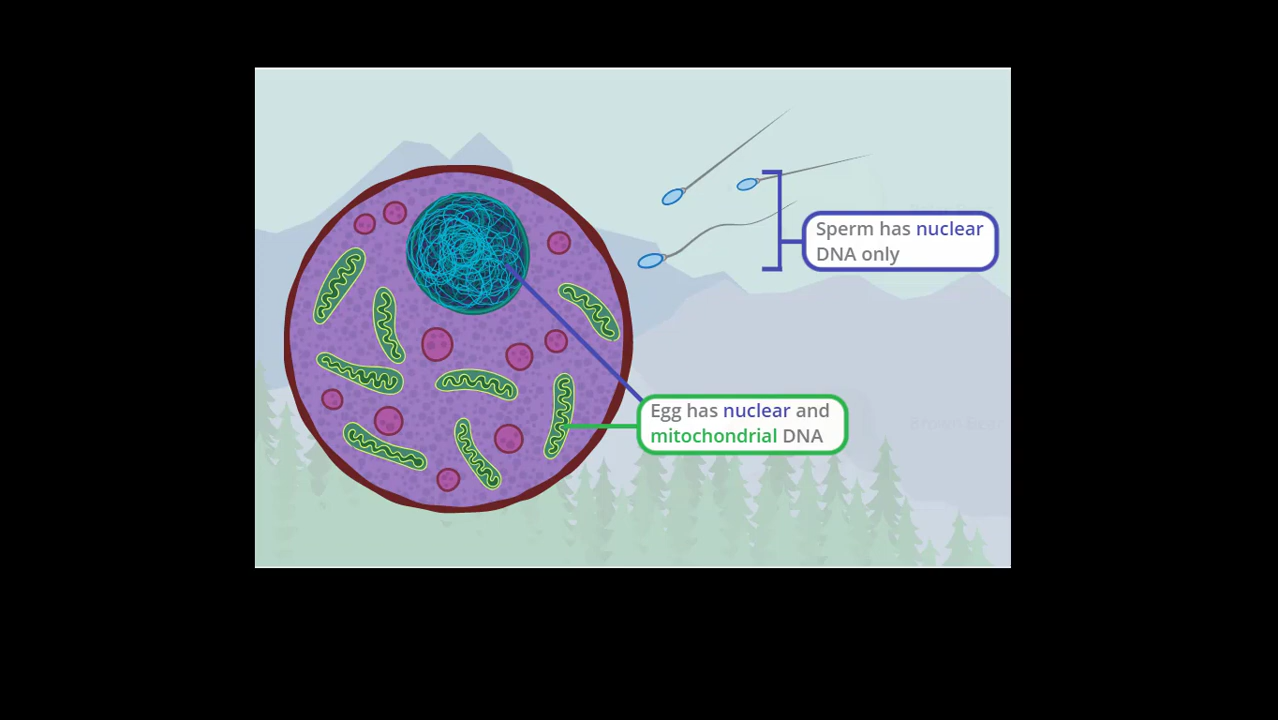 Sperm has nuclear
DNA only
Egg has nuclear and
mitochondrial DNA